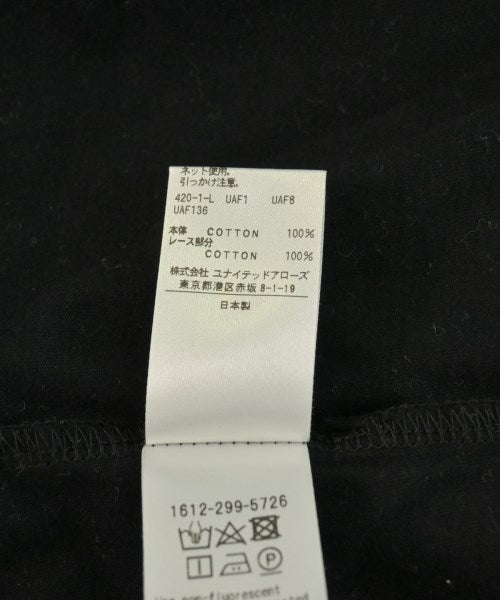 ネット使用。
引っかけ注意。
420-1-L UAF1 UAF8
UAF136
本体 COTTON 100%
レース部分
COTTON 100%
株式会社 ユナイテッドアローズ
東京都港区赤坂 8-1-19
日本製
1612-299-5726
Use non-fluorescent